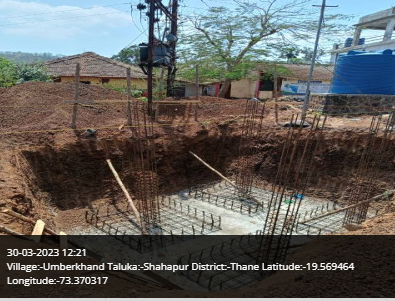 30-03-2023 12:21
Village:-Umberkhand Taluka:-Shahapur District:-Thane Latitude:-19.569464
Longitude:-73.370317